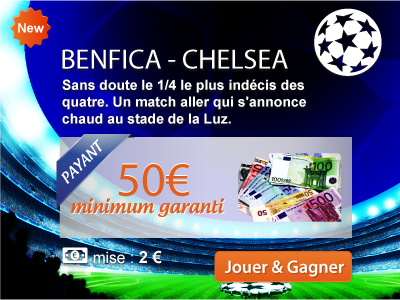 New
BENFICA - CHELSEA
Sans doute le 1/4 le plus indécis des
quatre. Un match aller qui s'annonce
chaud au stade de la Luz.
PAYANT
50€
minimum garanti
mise : 2 €
Jouer & Gagner